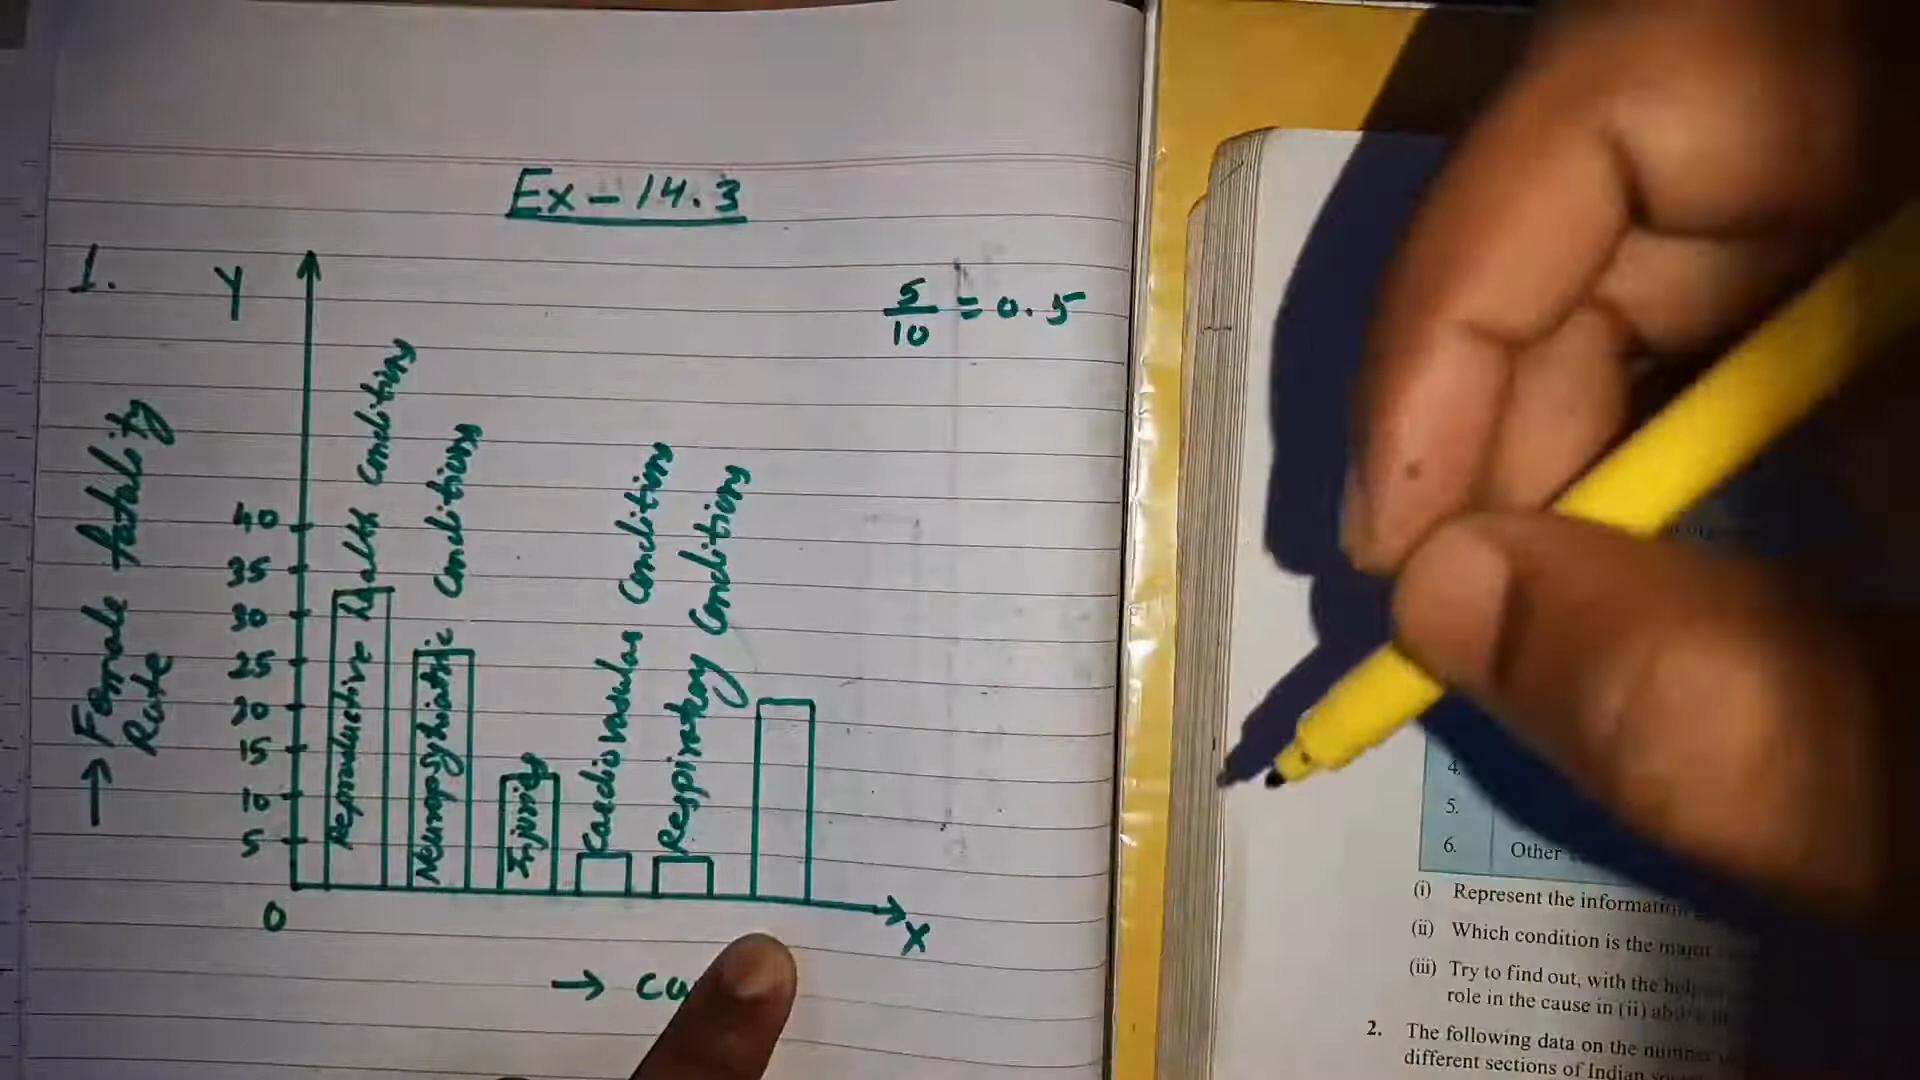 Ex - 14.3
1.
Y
5/10 = 0.5
→ Female fatality
Rate
40
35
30
25
20
15
10
5
0
Reproductive health conditions
Neuropsyhiatric conditions
Injuries
Cardiovasular conditions
Respiratory conditions
X
→ Ca
4.
5.
6. Other
(i) Represent the information
(ii) Which condition is the major
(iii) Try to find out, with the help
role in the cause in (ii) above
2. The following data on the number
different sections of Indian